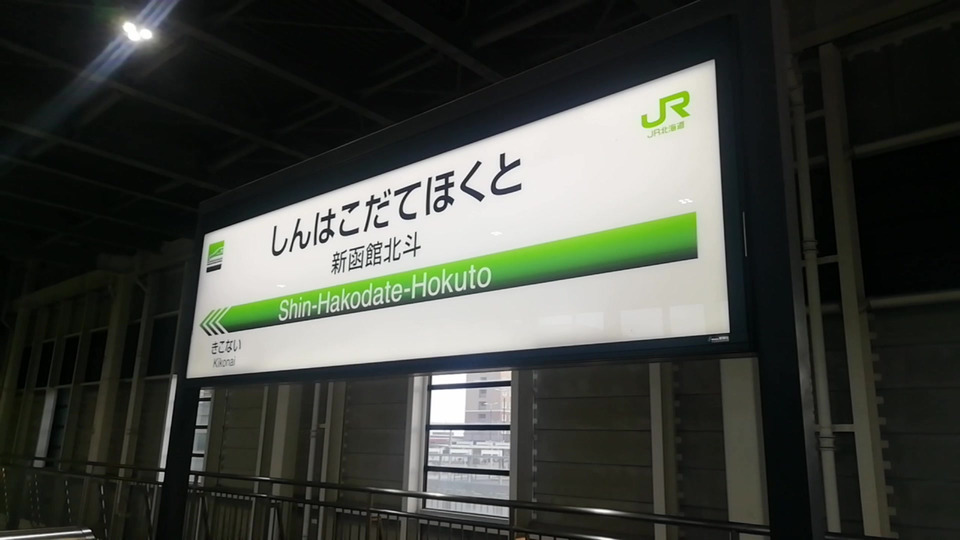 JR
JR北海道
しんはこだてほくと
新函館北斗
Shin-Hakodate-Hokuto
きこない
Kikonai